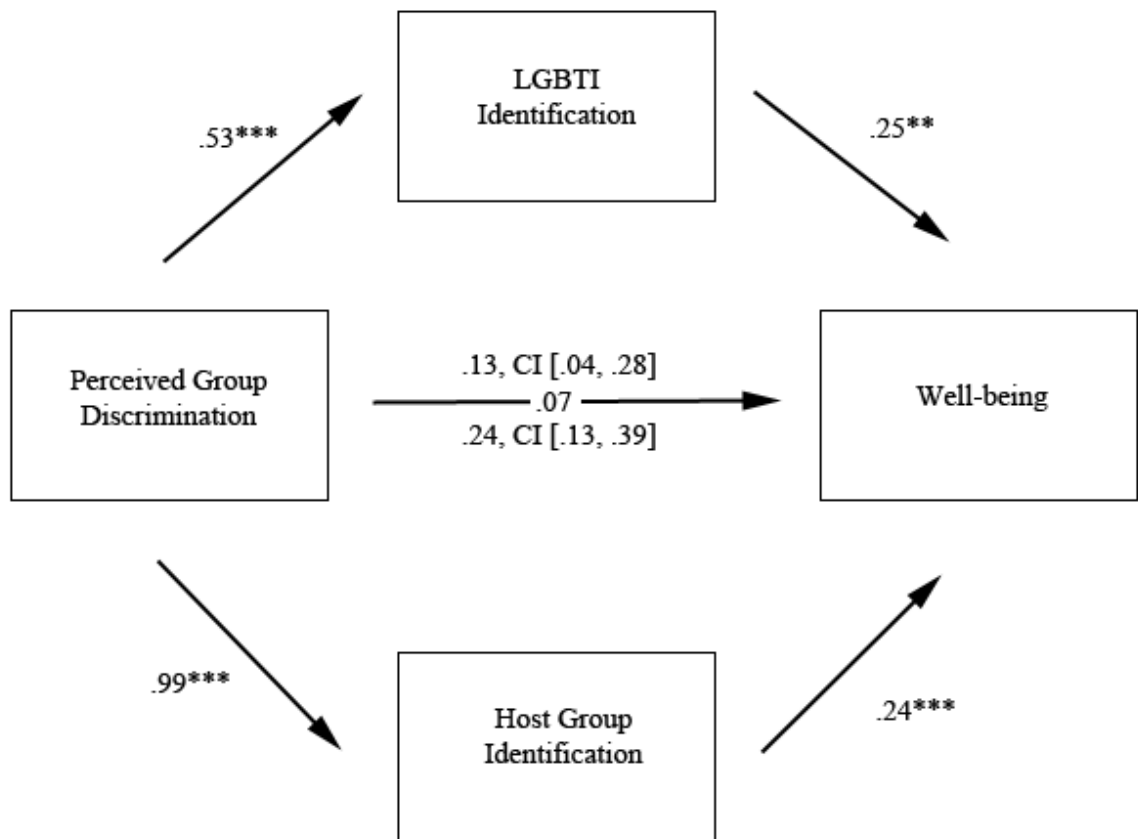 LGBTI
Identification
.53***
.25**
Perceived Group
Discrimination
.13, CI [.04, .28]
.07
.24, CI [.13, .39]
Well-being
.99***
Host Group
Identification
.24***